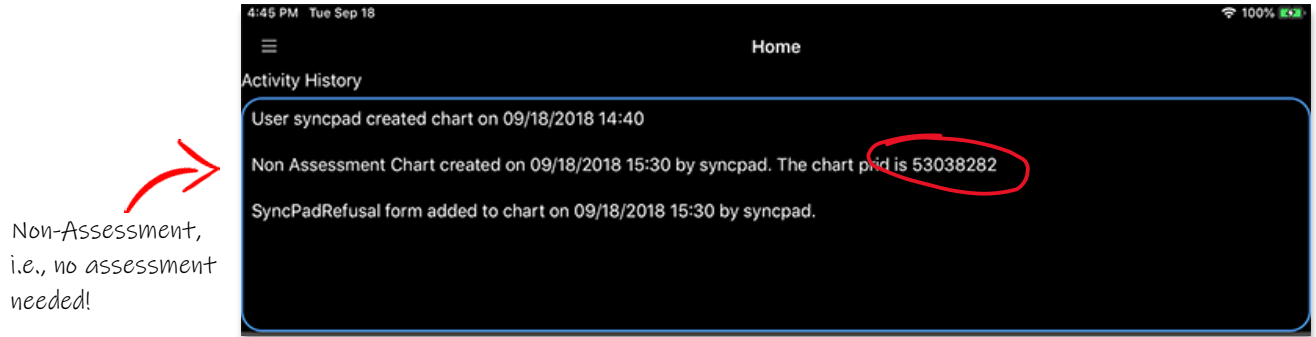 4:45 PM Tue Sep 18
100%
Home
Activity History
User syncpad created chart on 09/18/2018 14:40
Non Assessment Chart created on 09/18/2018 15:30 by syncpad. The chart prid is 53038282
SyncPadRefusal form added to chart on 09/18/2018 15:30 by syncpad.
Non-Assessment,
i.e., no assessment
needed!